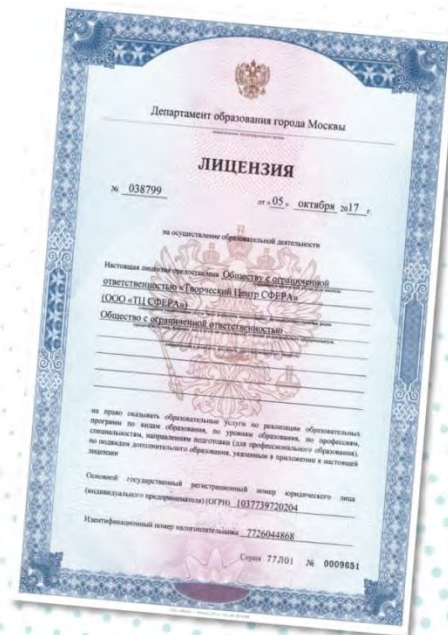 Департамент образования города Москвы
ЛИЦЕНЗИЯ
№ 038799
от « 05 » октября 2017 г.
на осуществление образовательной деятельности
Настоящая лицензия предоставлена Обществу с ограниченной
ответственностью «Творческий Центр СФЕРА»
(ООО «ТЦ СФЕРА»)
Общество с ограниченной ответственностью
на право оказывать образовательные услуги по реализации образовательных
программ по видам образования, по уровням образования, по профессиям,
специальностям, направлениям подготовки (для профессионального образования),
по подвидам дополнительного образования, указанным в приложении к настоящей
лицензии
Основной государственный регистрационный номер юридического лица
(индивидуального предпринимателя) (ОГРН) 1037739720204
Идентификационный номер налогоплательщика 7726044868
Серия 77Л01 № 0009651